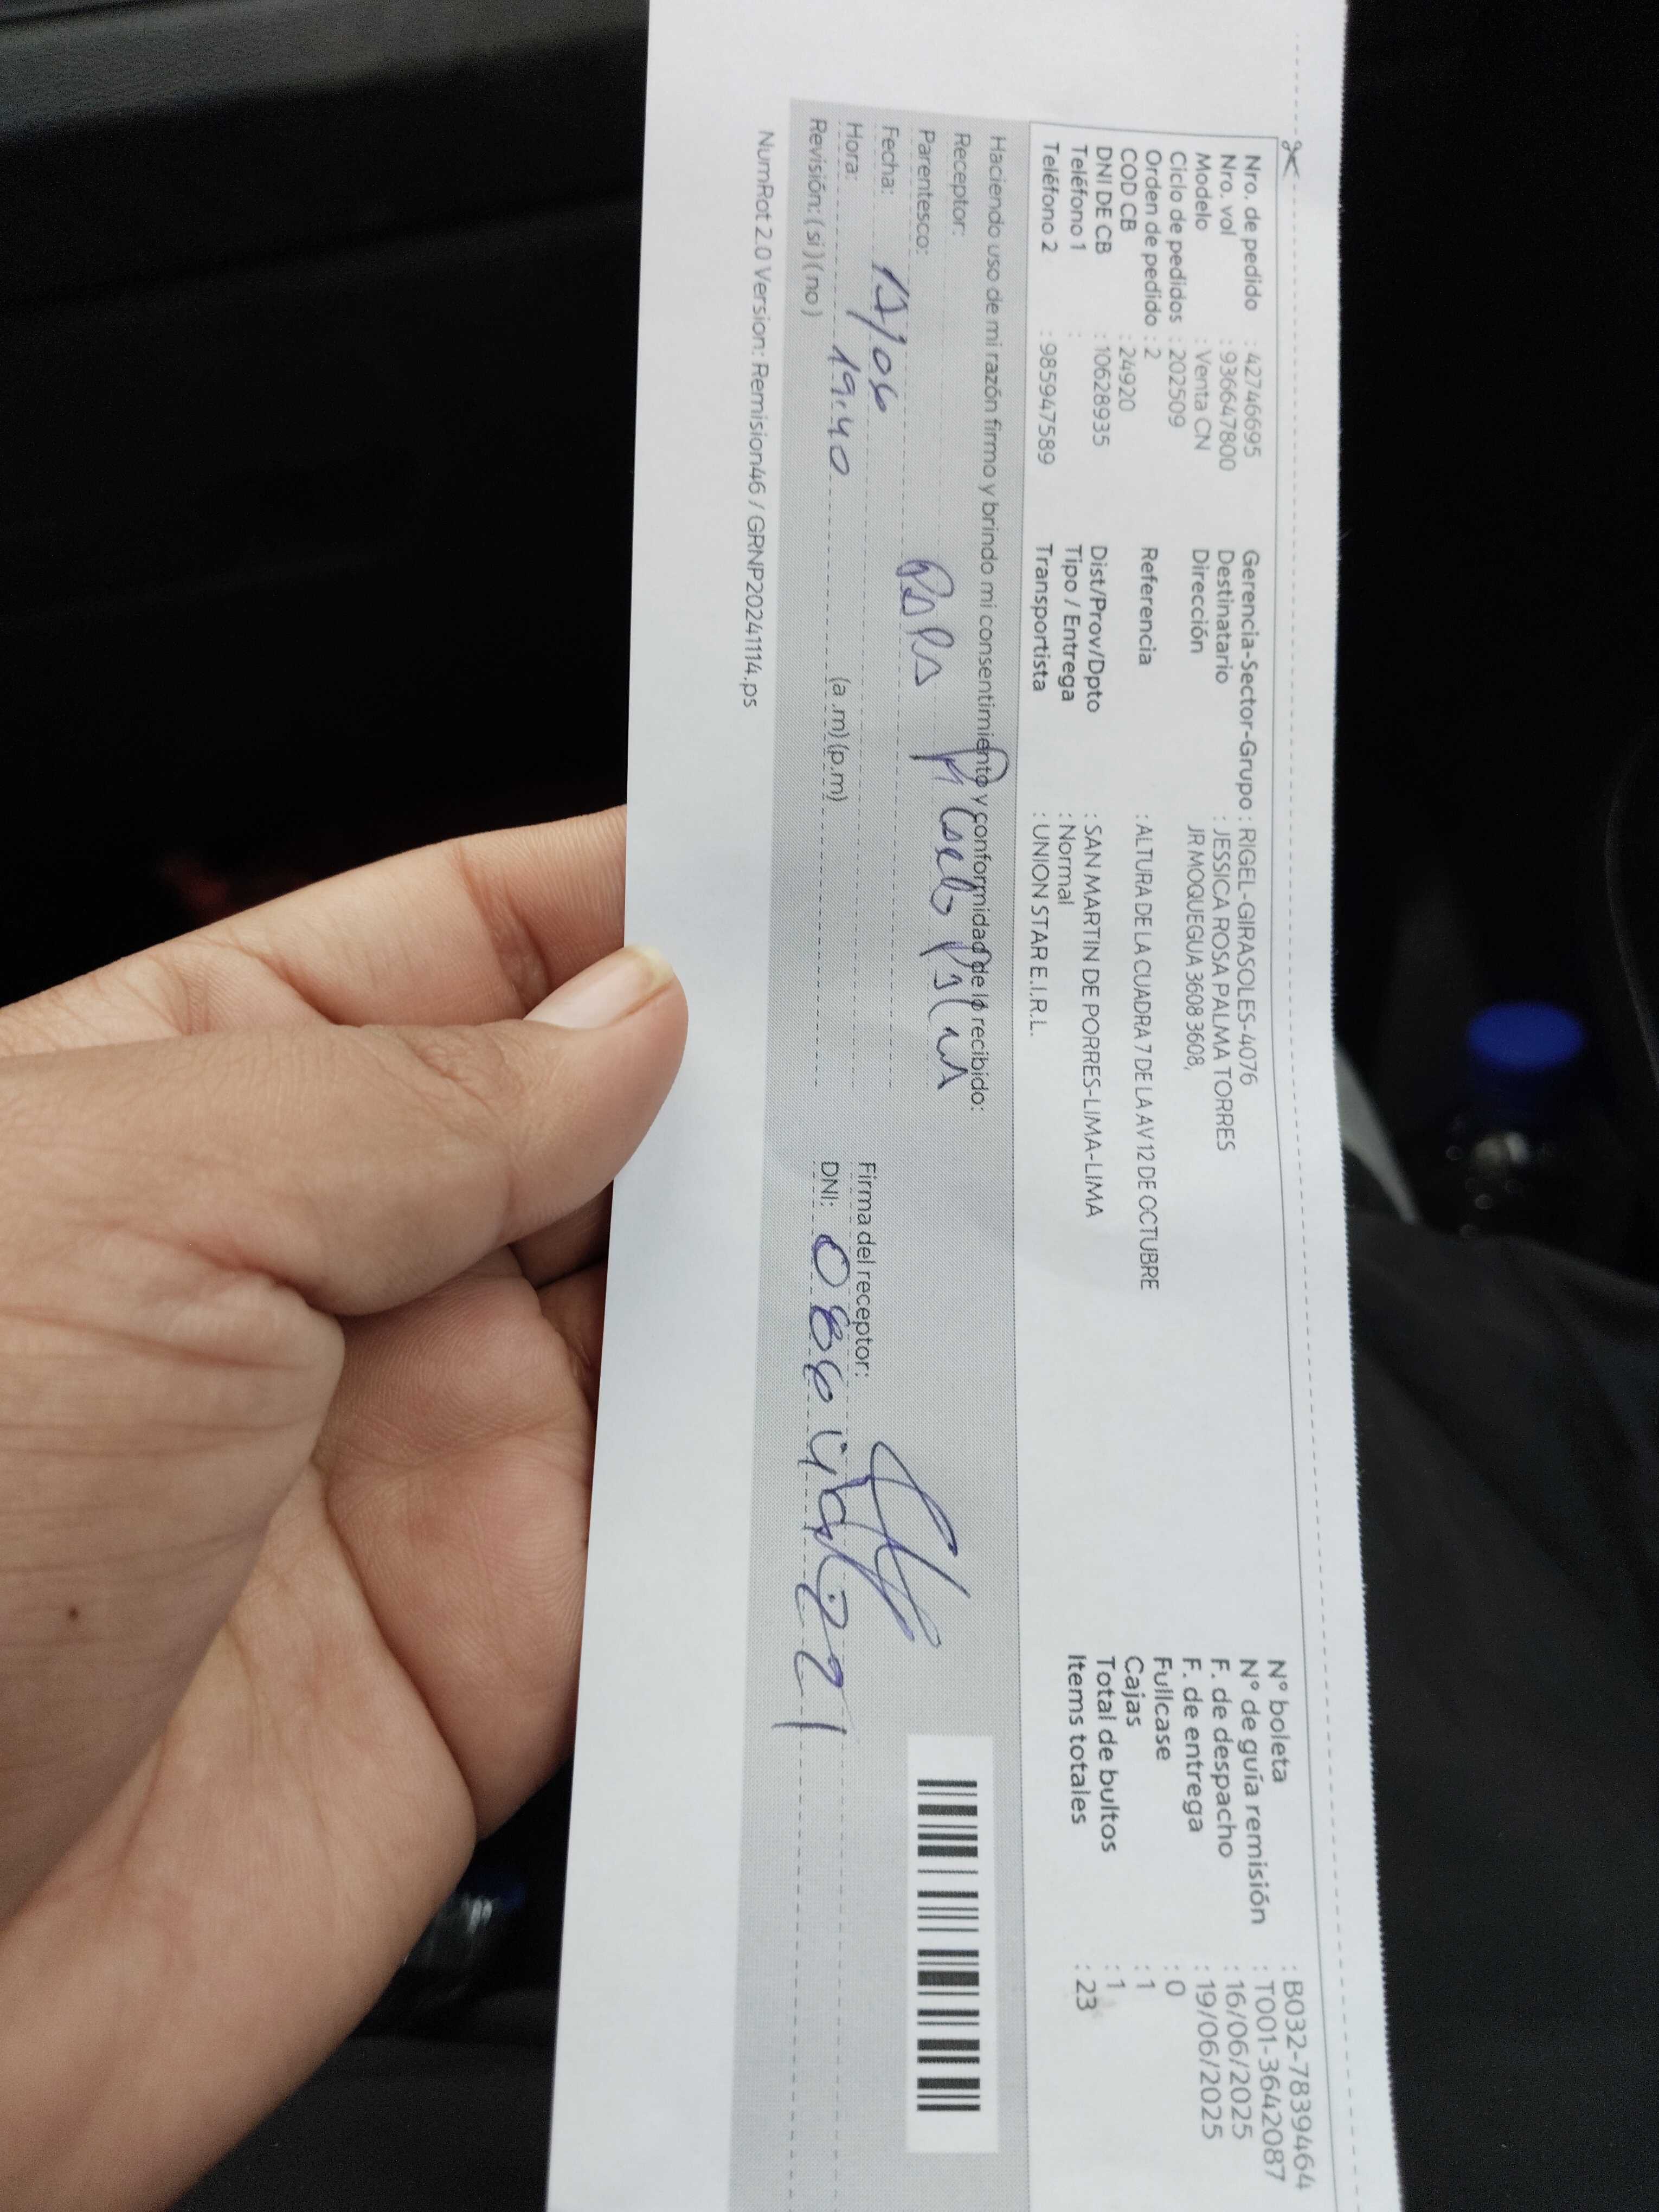 Nro. de pedido : 42746695
Nro. vol : 936647800
Modelo : Venta CN
Ciclo de pedidos : 202509
Orden de pedido : 2
COD CB : 24920
DNI DE CB : 10628935
Teléfono 1 :
Teléfono 2 : 985947589
Gerencia-Sector-Grupo : RIGEL-GIRASOLES-4076
Destinatario : JESSICA ROSA PALMA TORRES
Dirección JR MOQUEGUA 3608 3608,
Referencia : ALTURA DE LA CUADRA 7 DE LA AV 12 DE OCTUBRE
Dist/Prov/Dpto : SAN MARTIN DE PORRES-LIMA-LIMA
Tipo / Entrega : Normal
Transportista : UNION STAR E.I.R.L.
N° boleta : B032-7839464
N° de guía remisión : T001-3642087
F. de despacho : 16/06/2025
F. de entrega : 19/06/2025
Fullcase : 0
Cajas : 1
Total de bultos : 1
Items totales : 23
Haciendo uso de mi razón firmo y brindo mi consentimiento y conformidad de lo recibido:
Receptor:
Parentesco:
Fecha: 17/06
Hora: 19:40 (a .m) (p.m)
Revisión: ( si ) ( no )
Firma del receptor:
DNI:
NumRot 2.0 Version: Remision46 / GRNP20241114.ps